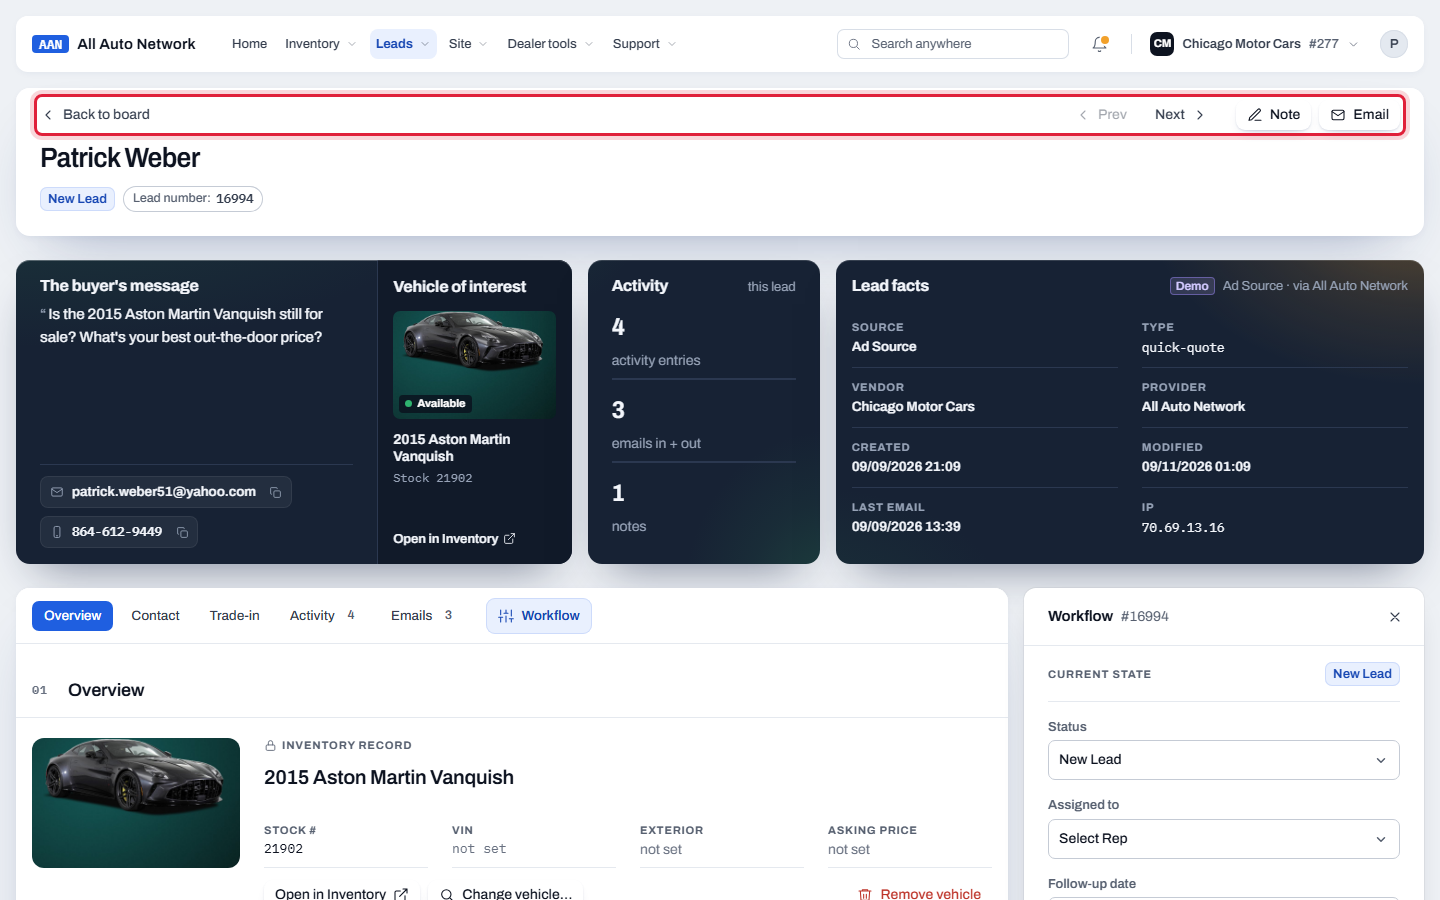 AAN All Auto Network Home Inventory Leads Site Dealer tools Support Search anywhere CM Chicago Motor Cars #277 P
Back to board Prev Next Note Email
Patrick Weber
New Lead Lead number: 16994
The buyer's message
“ Is the 2015 Aston Martin Vanquish still for
sale? What's your best out-the-door price?
patrick.weber51@yahoo.com
864-612-9449
Vehicle of interest
Available
2015 Aston Martin
Vanquish
Stock 21902
Open in Inventory
Activity this lead
4
activity entries
3
emails in + out
1
notes
Lead facts Demo Ad Source · via All Auto Network
SOURCE TYPE
Ad Source quick-quote
VENDOR PROVIDER
Chicago Motor Cars All Auto Network
CREATED MODIFIED
09/09/2026 21:09 09/11/2026 01:09
LAST EMAIL IP
09/09/2026 13:39 70.69.13.16
Overview Contact Trade-in Activity 4 Emails 3 Workflow
01 Overview
INVENTORY RECORD
2015 Aston Martin Vanquish
STOCK # VIN EXTERIOR ASKING PRICE
21902 not set not set not set
Open in Inventory Change vehicle... Remove vehicle
Workflow #16994
CURRENT STATE New Lead
Status
New Lead
Assigned to
Select Rep
Follow-up date